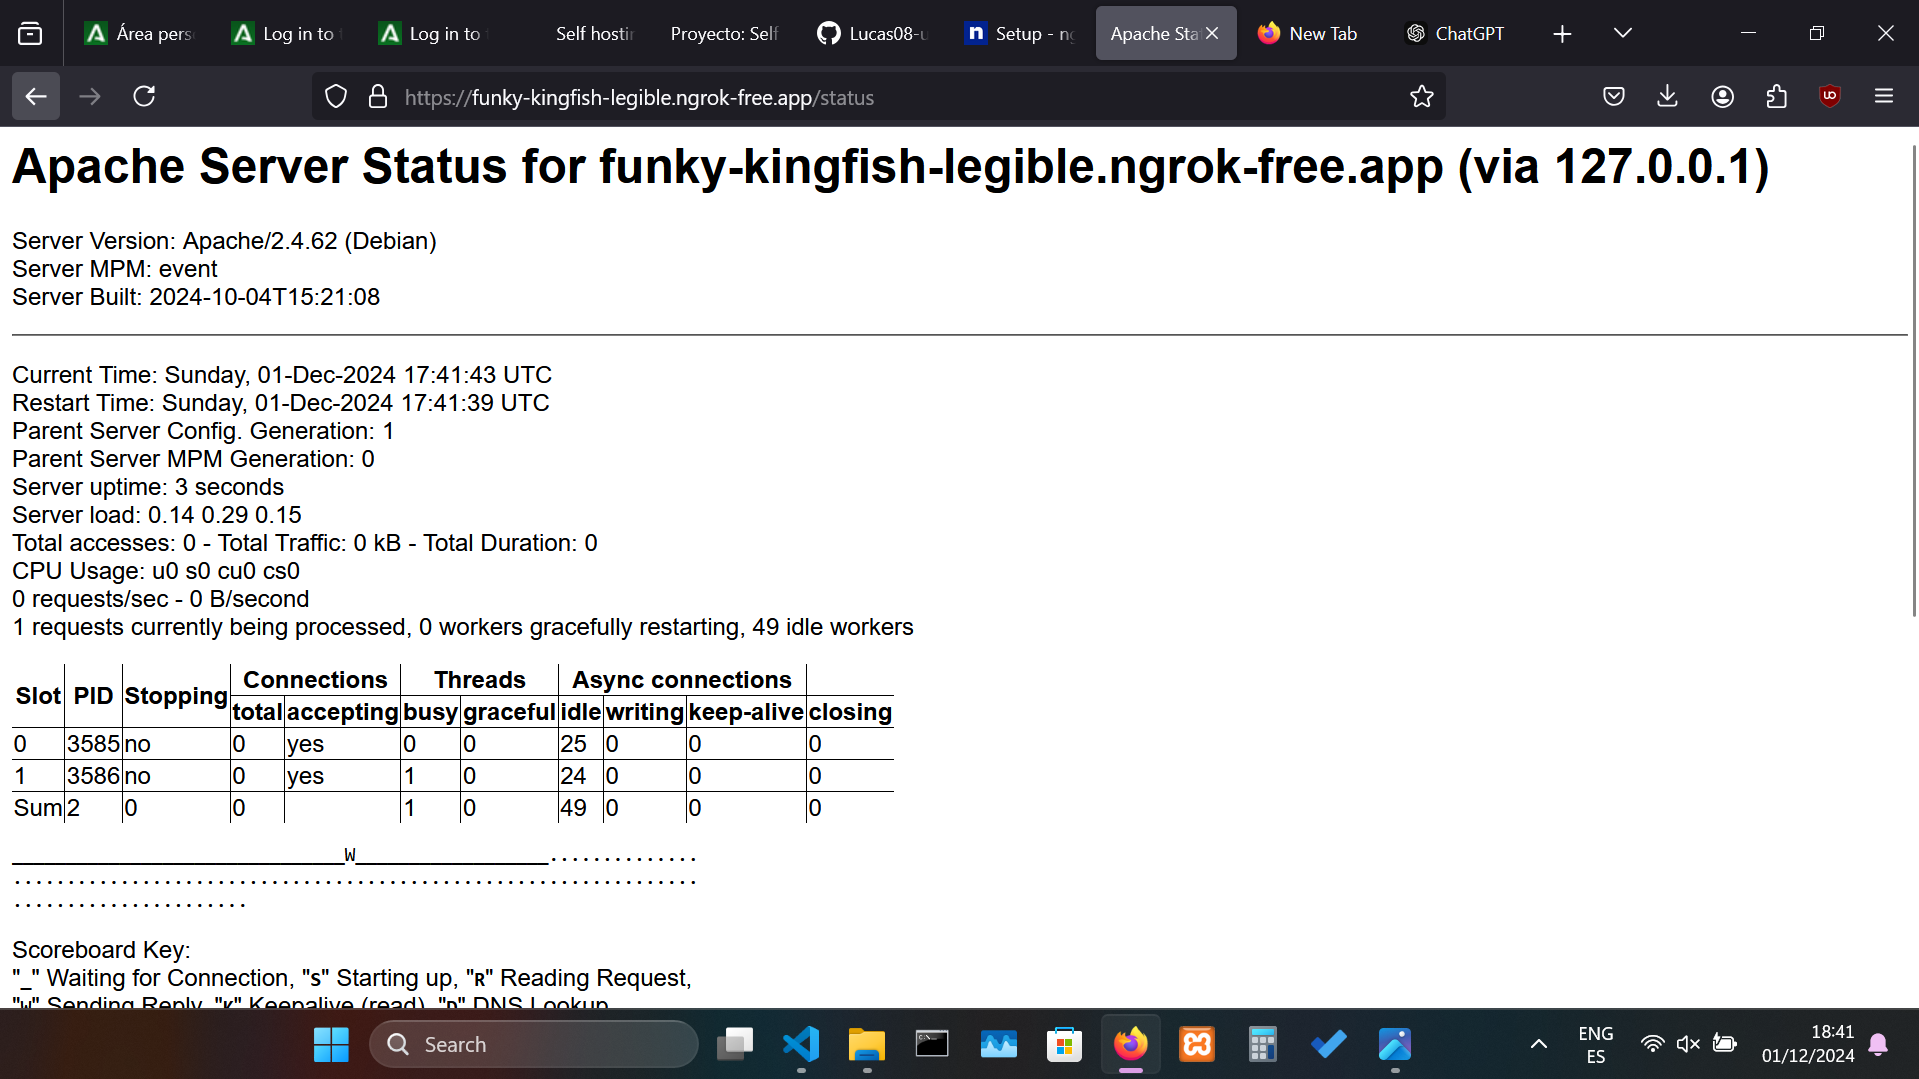 Área pers
Log in to
Log in to
Self hostin
Proyecto: Self
Lucas08-u
n Setup - ng
Apache Sta
New Tab
ChatGPT
https://funky-kingfish-legible.ngrok-free.app/status
Apache Server Status for funky-kingfish-legible.ngrok-free.app (via 127.0.0.1)
Server Version: Apache/2.4.62 (Debian)
Server MPM: event
Server Built: 2024-10-04T15:21:08
Current Time: Sunday, 01-Dec-2024 17:41:43 UTC
Restart Time: Sunday, 01-Dec-2024 17:41:39 UTC
Parent Server Config. Generation: 1
Parent Server MPM Generation: 0
Server uptime: 3 seconds
Server load: 0.14 0.29 0.15
Total accesses: 0 - Total Traffic: 0 kB - Total Duration: 0
CPU Usage: u0 s0 cu0 cs0
0 requests/sec - 0 B/second
1 requests currently being processed, 0 workers gracefully restarting, 49 idle workers
Slot PID Stopping Connections Threads Async connections
total accepting busy graceful idle writing keep-alive closing
0 3585 no 0 yes 0 0 25 0 0 0
1 3586 no 0 yes 1 0 24 0 0 0
Sum 2 0 0 1 0 49 0 0 0
_______________________________W__________________..............
................................................................
......................
Scoreboard Key:
"_" Waiting for Connection, "S" Starting up, "R" Reading Request,
"W" Sending Reply, "K" Keepalive (read), "D" DNS Lookup,
Search
ENG
ES
18:41
01/12/2024